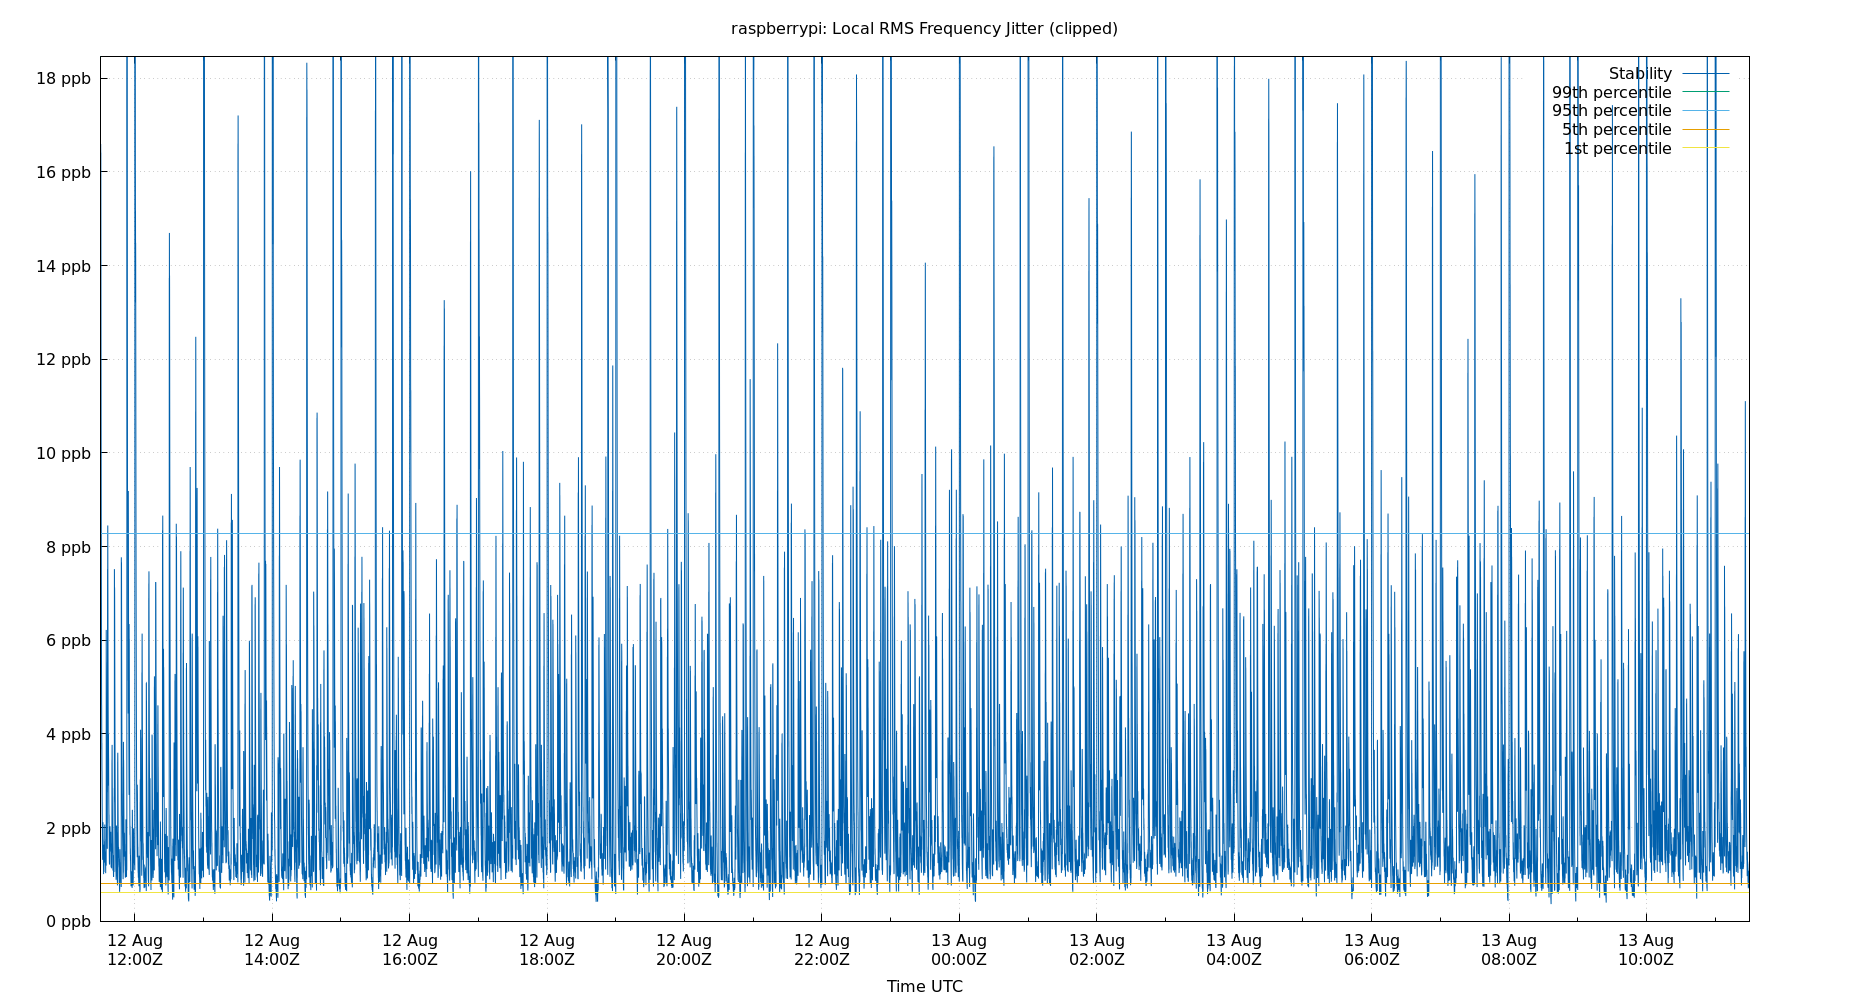 raspberrypi: Local RMS Frequency Jitter (clipped)
18 ppb
16 ppb
14 ppb
12 ppb
10 ppb
8 ppb
6 ppb
4 ppb
2 ppb
0 ppb
Stability
99th percentile
95th percentile
5th percentile
1st percentile
12 Aug 12 Aug 12 Aug 12 Aug 12 Aug 12 Aug 13 Aug 13 Aug 13 Aug 13 Aug 13 Aug 13 Aug
12:00Z 14:00Z 16:00Z 18:00Z 20:00Z 22:00Z 00:00Z 02:00Z 04:00Z 06:00Z 08:00Z 10:00Z
Time UTC